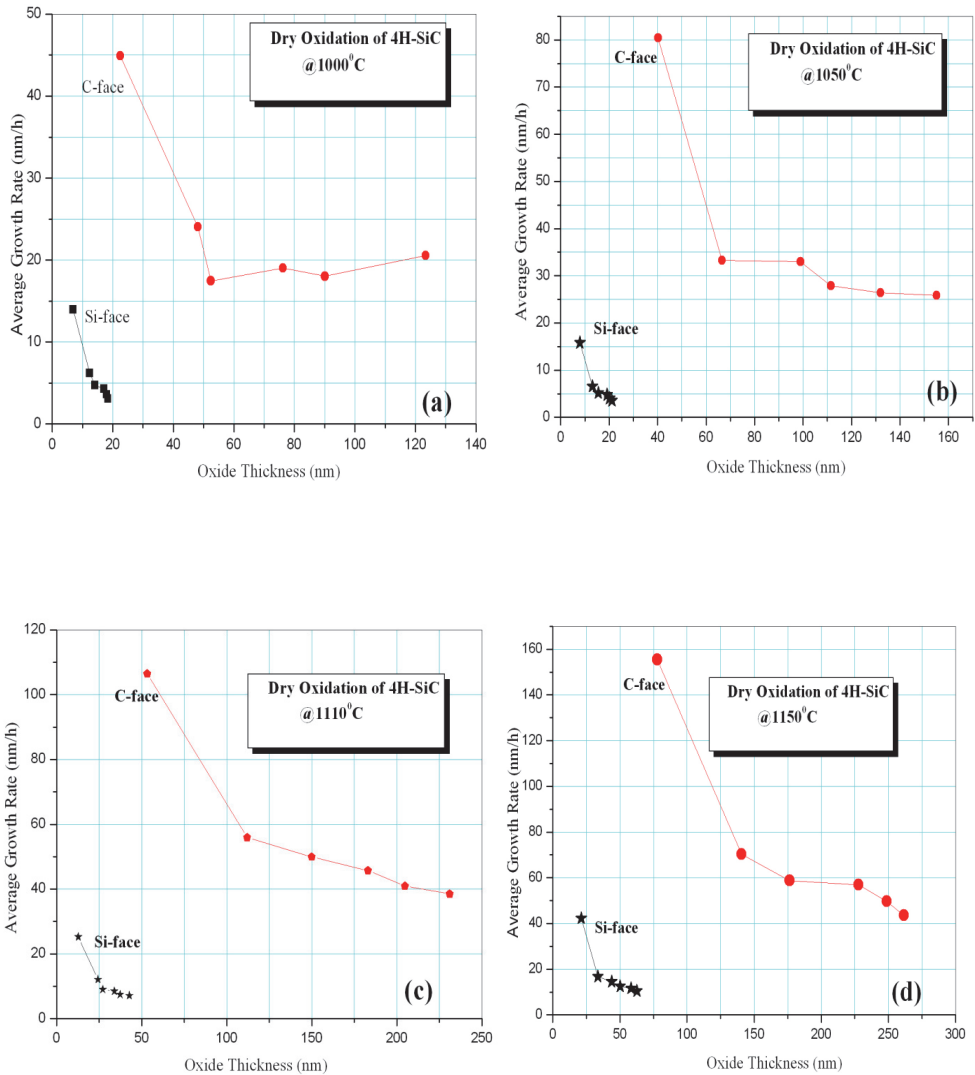 50
45
40
35
30
25
20
15
10
5
0
0 20 40 60 80 100 120 140
Average Growth Rate (nm/h)
Oxide Thickness (nm)
Dry Oxidation of 4H-SiC
@1000⁰C
C-face
Si-face
(a)
80
70
60
50
40
30
20
10
0
0 20 40 60 80 100 120 140 160
Average Growth Rate (nm/h)
Oxide Thickness (nm)
Dry Oxidation of 4H-SiC
@1050⁰C
C-face
Si-face
(b)
120
100
80
60
40
20
0
0 50 100 150 200 250
Average Growth Rate (nm/h)
Oxide Thickness (nm)
Dry Oxidation of 4H-SiC
@1110⁰C
C-face
Si-face
(c)
160
140
120
100
80
60
40
20
0
0 50 100 150 200 250 300
Average Growth Rate (nm/h)
Oxide Thickness (nm)
Dry Oxidation of 4H-SiC
@1150⁰C
C-face
Si-face
(d)